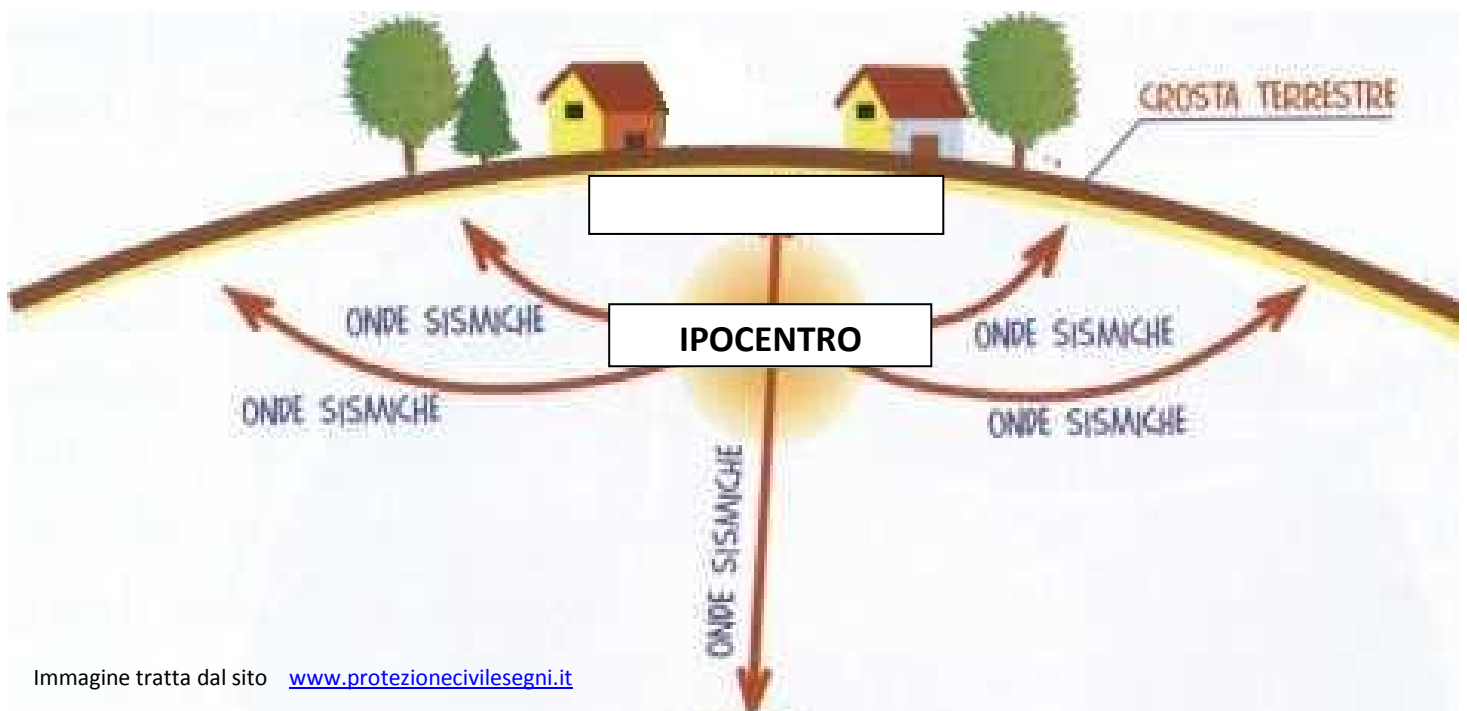 CROSTA TERRESTRE
ONDE SISMICHE
IPOCENTRO
ONDE SISMICHE
ONDE SISMICHE
ONDE SISMICHE
ONDE SISMICHE
Immagine tratta dal sito www.protezionecivilesegni.it